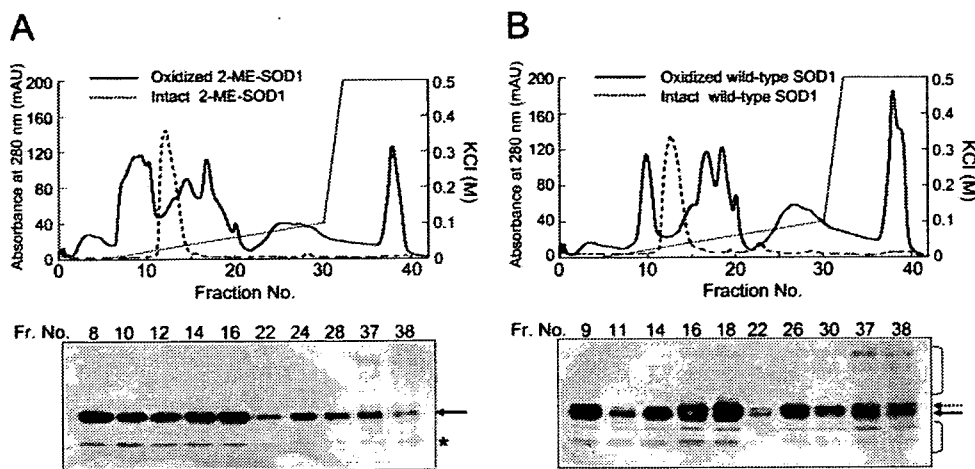 A
Oxidized 2-ME-SOD1
Intact 2-ME-SOD1
Absorbance at 280 nm (mAU)
200
160
120
80
40
0
0.5
0.4
0.3
0.2
0.1
0
KCl (M)
0 10 20 30 40
Fraction No.
Fr. No. 8 10 12 14 16 22 24 28 37 38
*
B
Oxidized wild-type SOD1
Intact wild-type SOD1
Absorbance at 280 nm (mAU)
200
160
120
80
40
0
0.5
0.4
0.3
0.2
0.1
0
KCl (M)
0 10 20 30 40
Fraction No.
Fr. No. 9 11 14 16 18 22 26 30 37 38